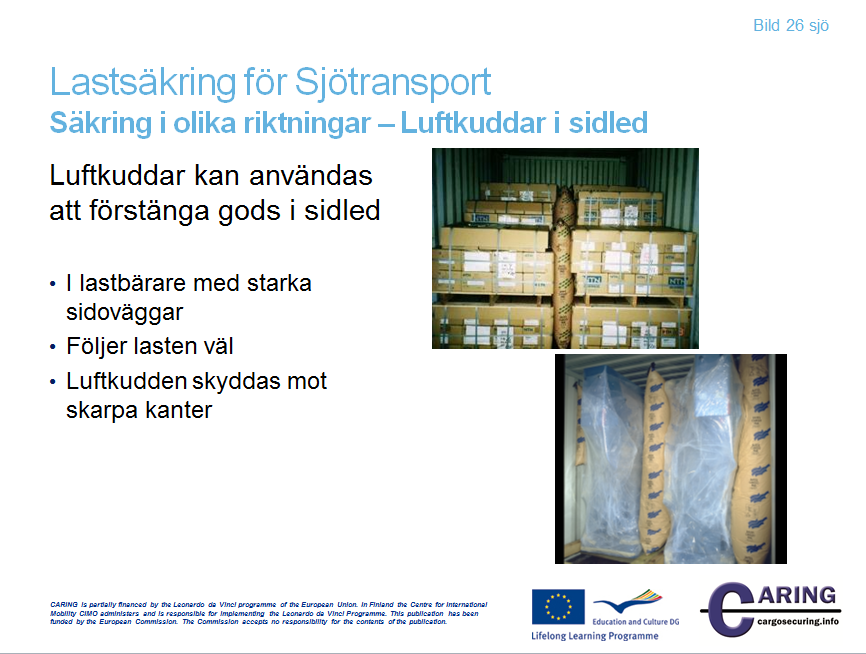 Bild 26 sjö
Lastsäkring för Sjötransport
Säkring i olika riktningar – Luftkuddar i sidled
Luftkuddar kan användas
att förstänga gods i sidled
• I lastbärare med starka
sidoväggar
• Följer lasten väl
• Luftkudden skyddas mot
skarpa kanter
NTN
NTN
NTN
CARING is partially financed by the Leonardo da Vinci programme of the European Union. In Finland the Centre for International
Mobility CIMO administers and is responsible for implementing the Leonardo da Vinci Programme. This publication has been
funded by the European Commission. The Commission accepts no responsibility for the contents of the publication.
Education and Culture DG
Lifelong Learning Programme
CARING
cargosecuring.info